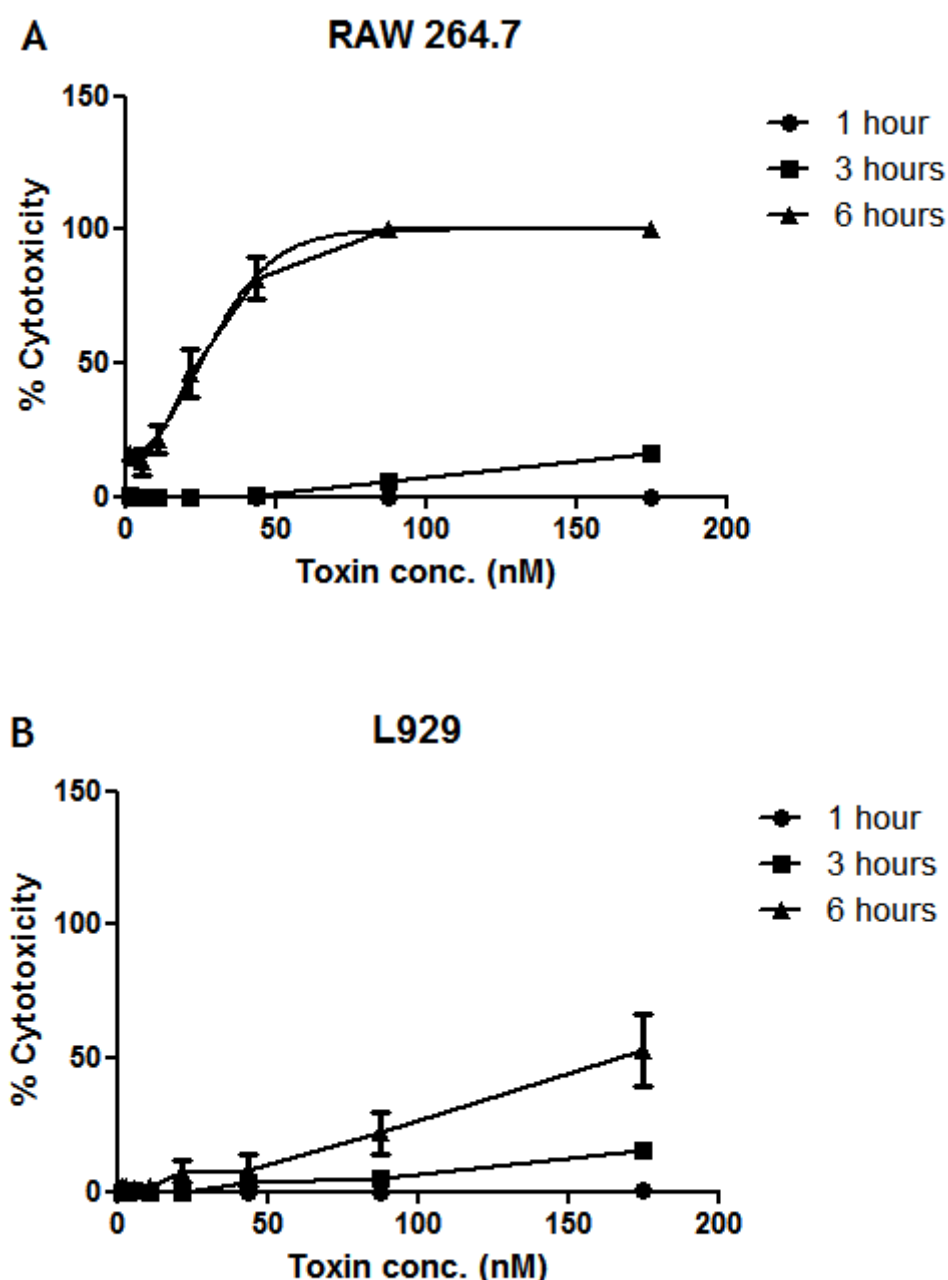 A
RAW 264.7
150
100
50
0
% Cytotoxicity
0 50 100 150 200
Toxin conc. (nM)
1 hour
3 hours
6 hours
B
L929
150
100
50
0
% Cytotoxicity
0 50 100 150 200
Toxin conc. (nM)
1 hour
3 hours
6 hours